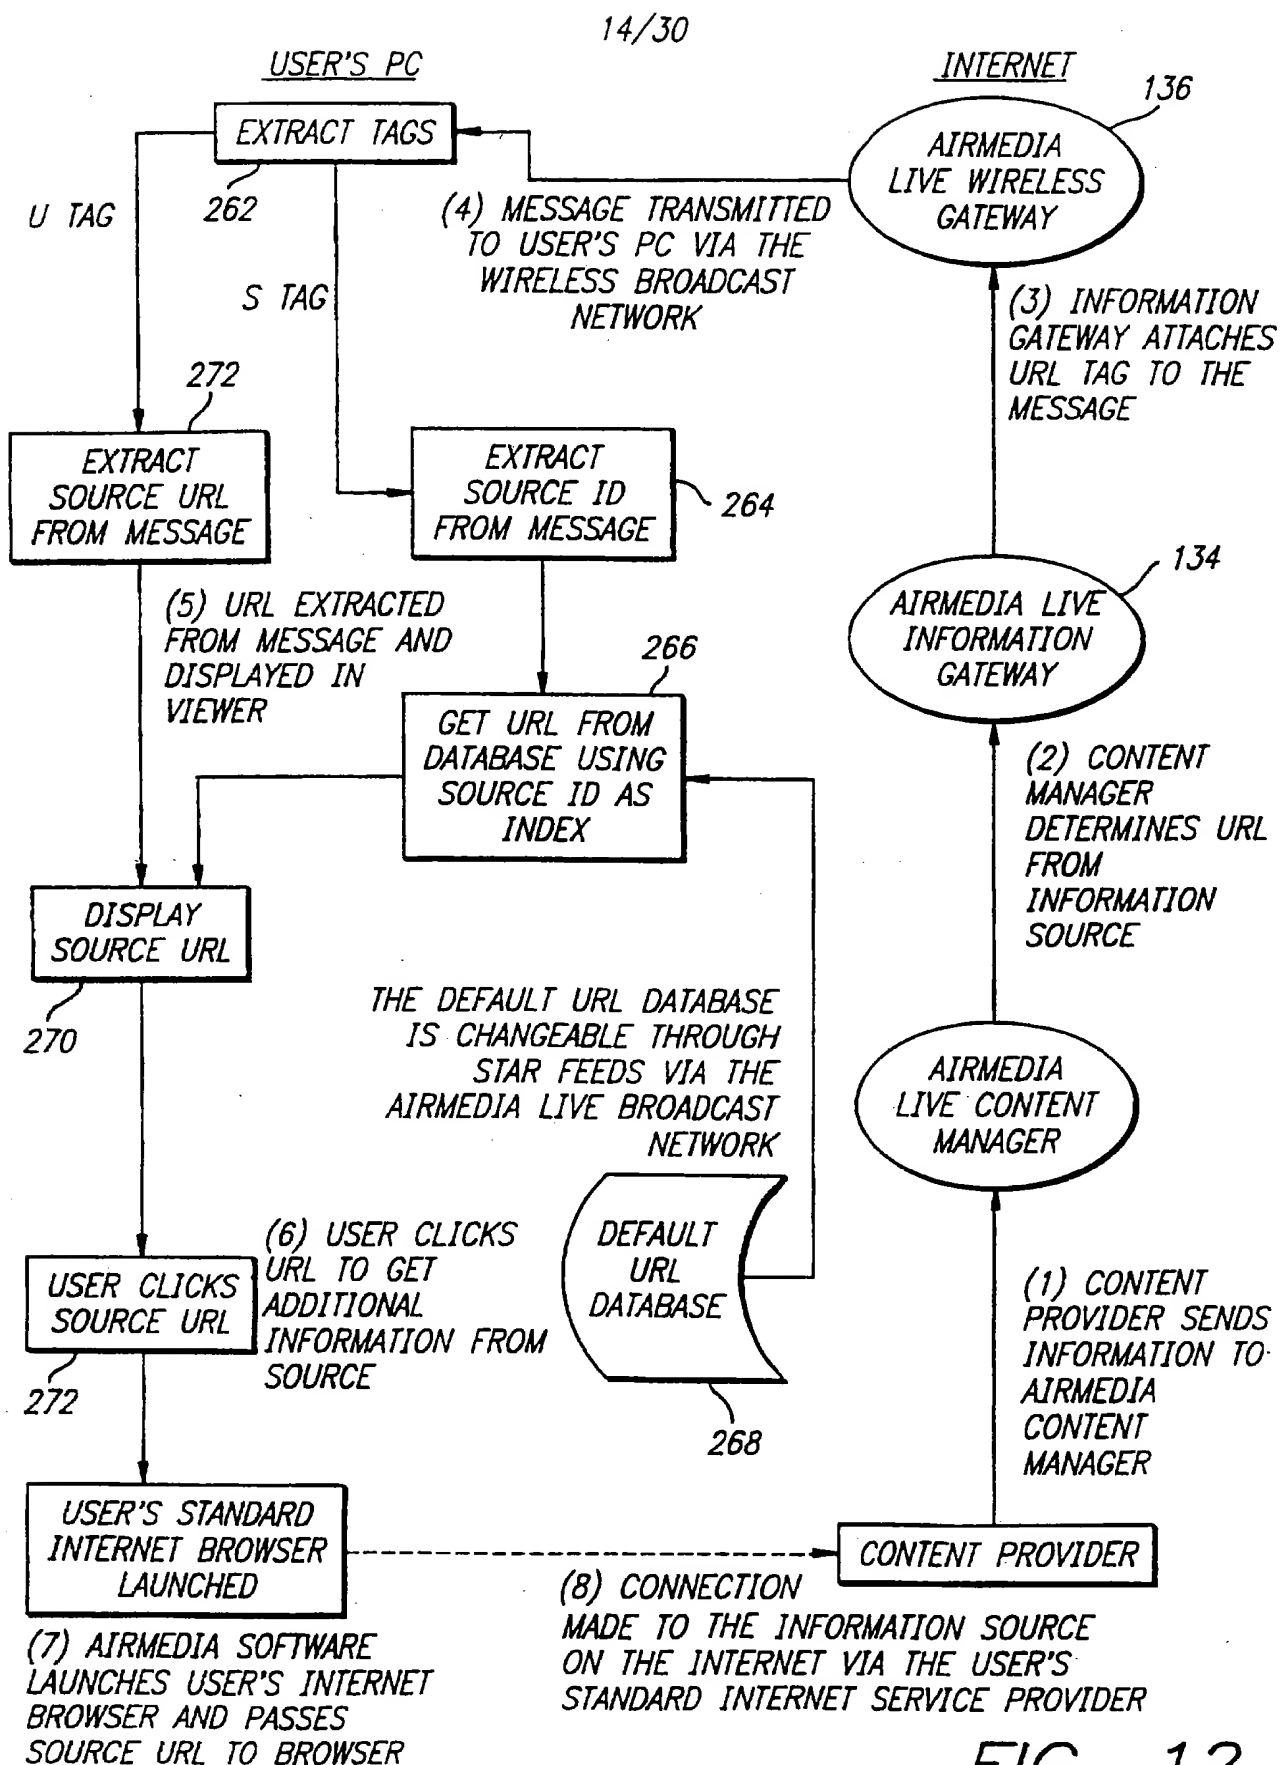 14/30
USER'S PC
INTERNET
136
EXTRACT TAGS
262
U TAG
S TAG
AIRMEDIA
LIVE WIRELESS
GATEWAY
(4) MESSAGE TRANSMITTED
TO USER'S PC VIA THE
WIRELESS BROADCAST
NETWORK
(3) INFORMATION
GATEWAY ATTACHES
URL TAG TO THE
MESSAGE
272
EXTRACT
SOURCE URL
FROM MESSAGE
EXTRACT
SOURCE ID
FROM MESSAGE
264
134
AIRMEDIA LIVE
INFORMATION
GATEWAY
(5) URL EXTRACTED
FROM MESSAGE AND
DISPLAYED IN
VIEWER
266
GET URL FROM
DATABASE USING
SOURCE ID AS
INDEX
(2) CONTENT
MANAGER
DETERMINES URL
FROM
INFORMATION
SOURCE
DISPLAY
SOURCE URL
270
THE DEFAULT URL DATABASE
IS CHANGEABLE THROUGH
STAR FEEDS VIA THE
AIRMEDIA LIVE BROADCAST
NETWORK
AIRMEDIA
LIVE CONTENT
MANAGER
DEFAULT
URL
DATABASE
268
(6) USER CLICKS
URL TO GET
ADDITIONAL
INFORMATION FROM
SOURCE
USER CLICKS
SOURCE URL
272
(1) CONTENT
PROVIDER SENDS
INFORMATION TO
AIRMEDIA
CONTENT
MANAGER
USER'S STANDARD
INTERNET BROWSER
LAUNCHED
CONTENT PROVIDER
(8) CONNECTION
MADE TO THE INFORMATION SOURCE
ON THE INTERNET VIA THE USER'S
STANDARD INTERNET SERVICE PROVIDER
(7) AIRMEDIA SOFTWARE
LAUNCHES USER'S INTERNET
BROWSER AND PASSES
SOURCE URL TO BROWSER
FIG.